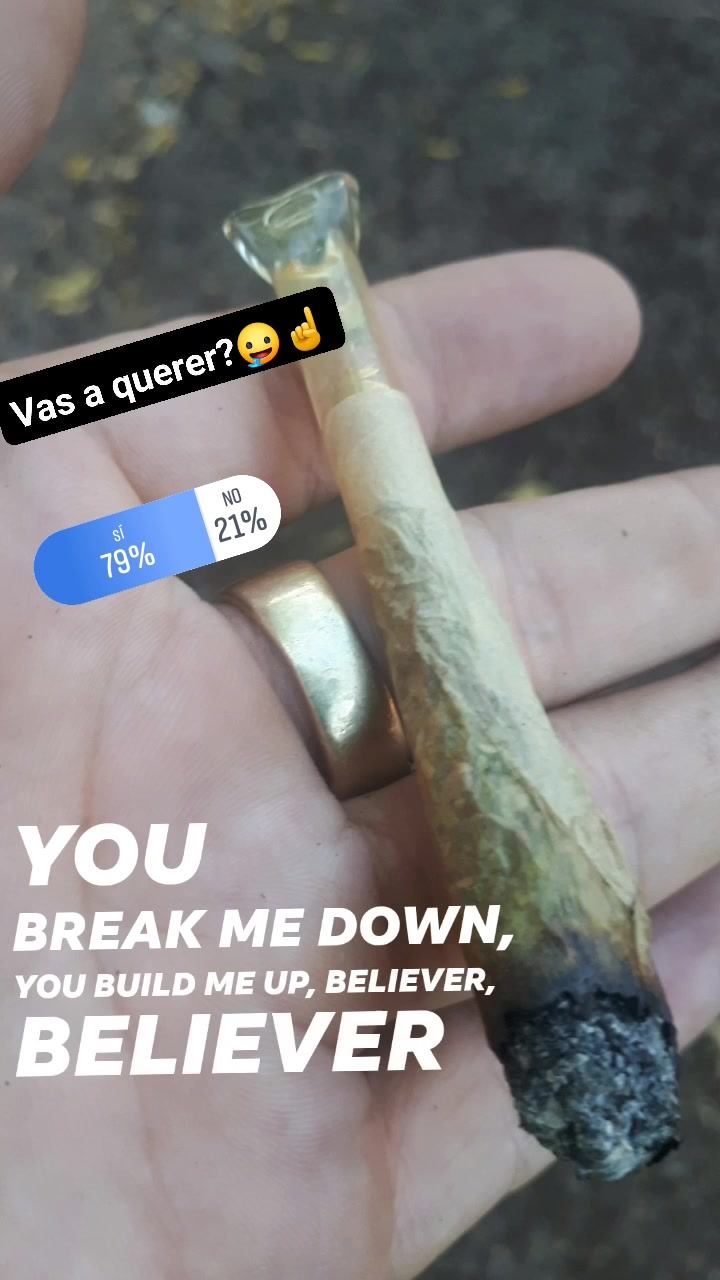 Vas a querer?😛☝
SÍ
79%
NO
21%
YOU
BREAK ME DOWN,
YOU BUILD ME UP, BELIEVER,
BELIEVER